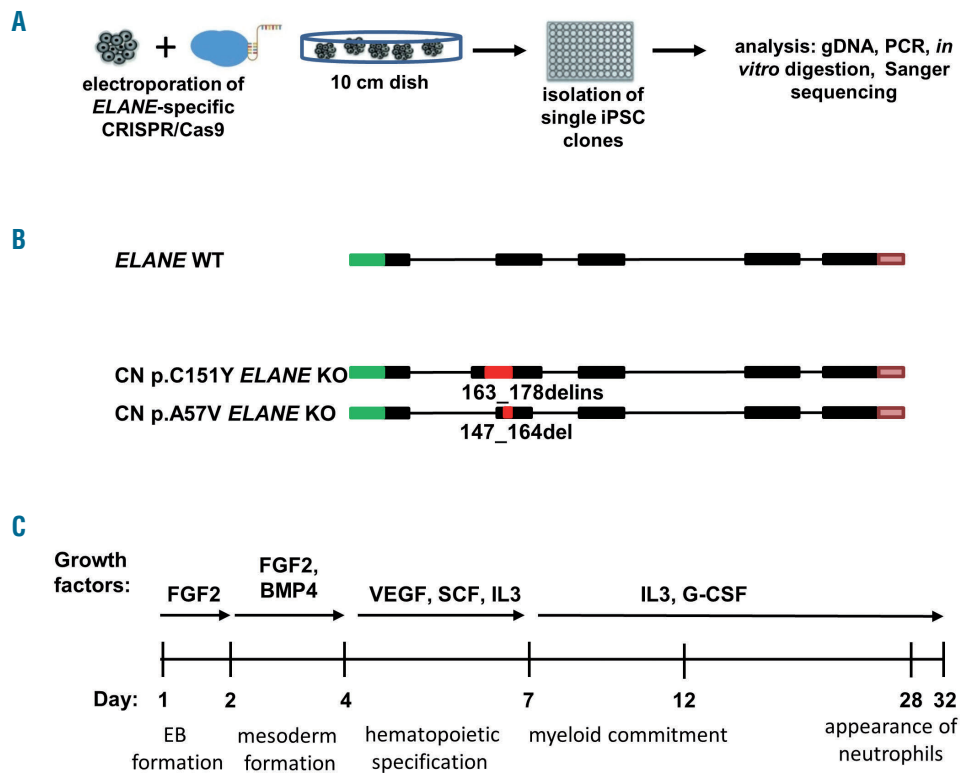 A
electroporation of
ELANE-specific
CRISPR/Cas9
10 cm dish
isolation of
single iPSC
clones
analysis: gDNA, PCR, in
vitro digestion, Sanger
sequencing
B
ELANE WT
CN p.C151Y ELANE KO
163_178delins
CN p.A57V ELANE KO
147_164del
C
Growth
factors:
FGF2
FGF2,
BMP4
VEGF, SCF, IL3
IL3, G-CSF
Day: 1 2 4 7 12 28 32
EB
formation
mesoderm
formation
hematopoietic
specification
myeloid commitment
appearance of
neutrophils